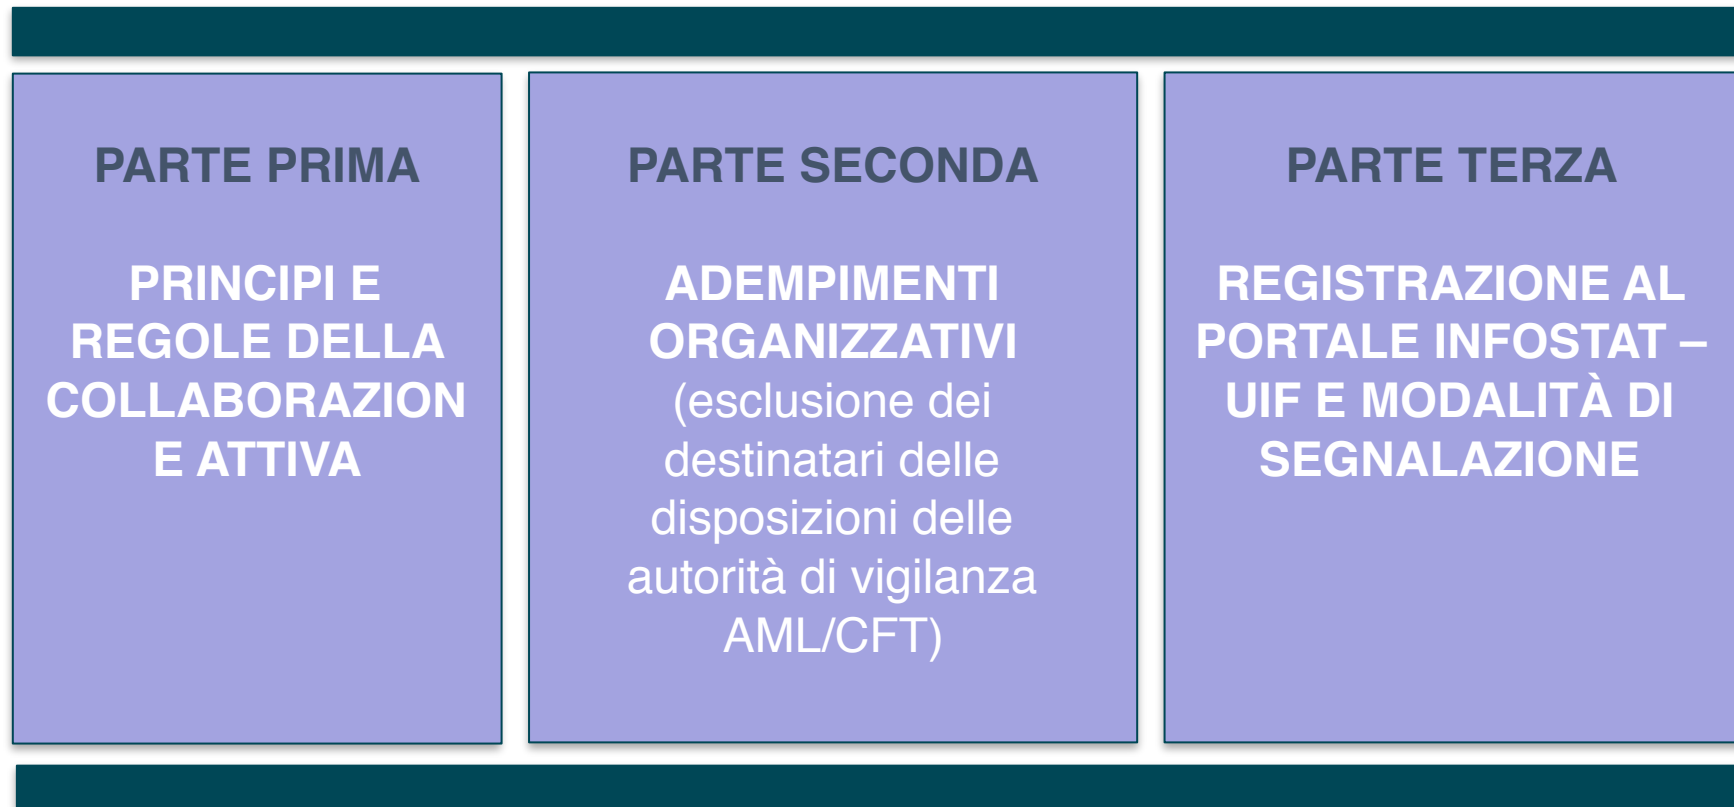 PARTE PRIMA
PRINCIPI E
REGOLE DELLA
COLLABORAZION
E ATTIVA
PARTE SECONDA
ADEMPIMENTI
ORGANIZZATIVI
(esclusione dei
destinatari delle
disposizioni delle
autorità di vigilanza
AML/CFT)
PARTE TERZA
REGISTRAZIONE AL
PORTALE INFOSTAT –
UIF E MODALITÀ DI
SEGNALAZIONE